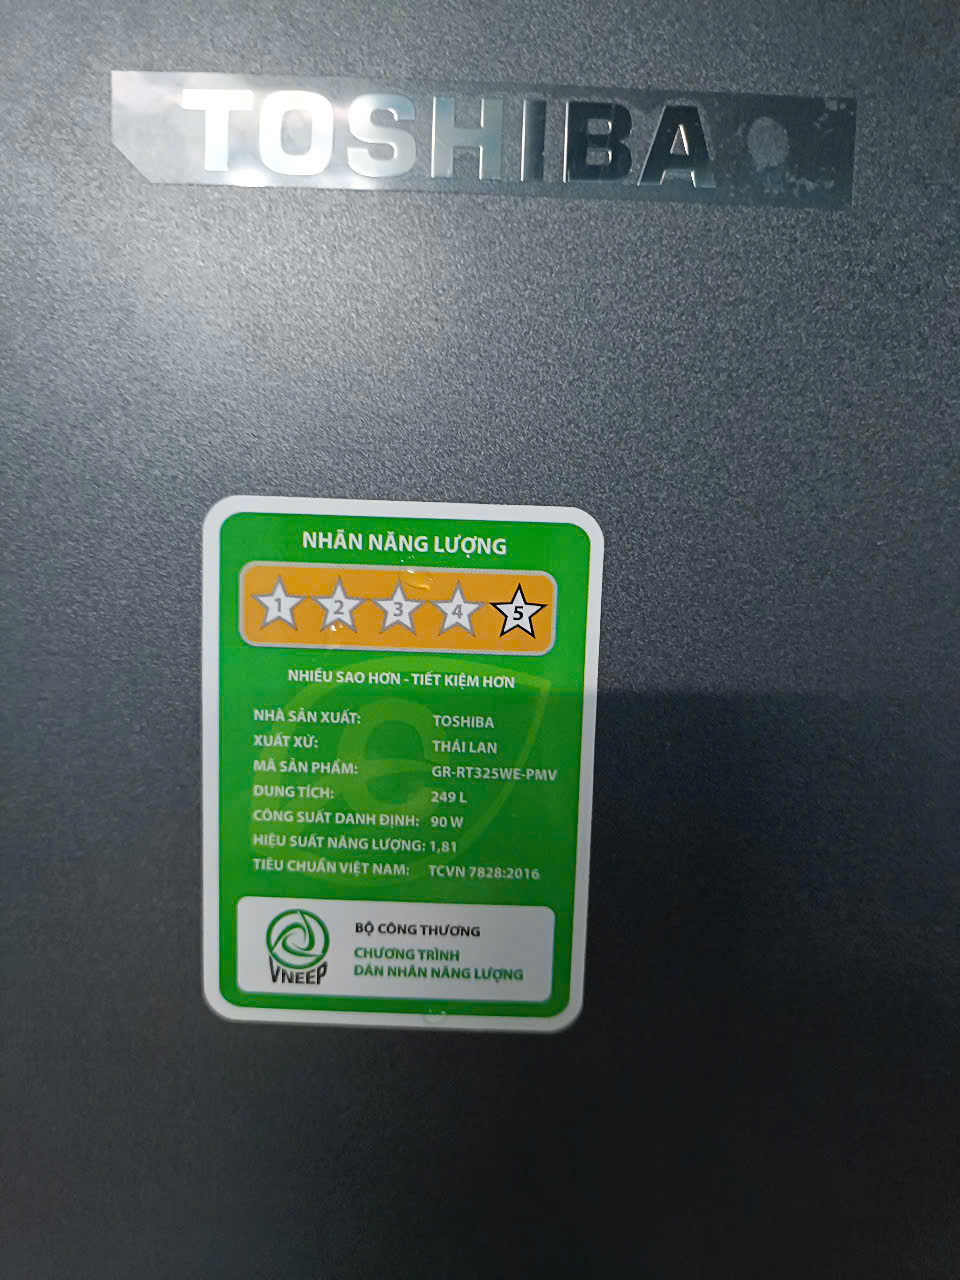 TOSHIBA
NHÃN NĂNG LƯỢNG
1 2 3 4 5
NHIỀU SAO HƠN - TIẾT KIỆM HƠN
NHÀ SẢN XUẤT: TOSHIBA
XUẤT XỨ: THÁI LAN
MÃ SẢN PHẨM: GR-RT325WE-PMV
DUNG TÍCH: 249 L
CÔNG SUẤT DANH ĐỊNH: 90 W
HIỆU SUẤT NĂNG LƯỢNG: 1,81
TIÊU CHUẨN VIỆT NAM: TCVN 7828:2016
BỘ CÔNG THƯƠNG
CHƯƠNG TRÌNH
DÁN NHÃN NĂNG LƯỢNG
VNEEP